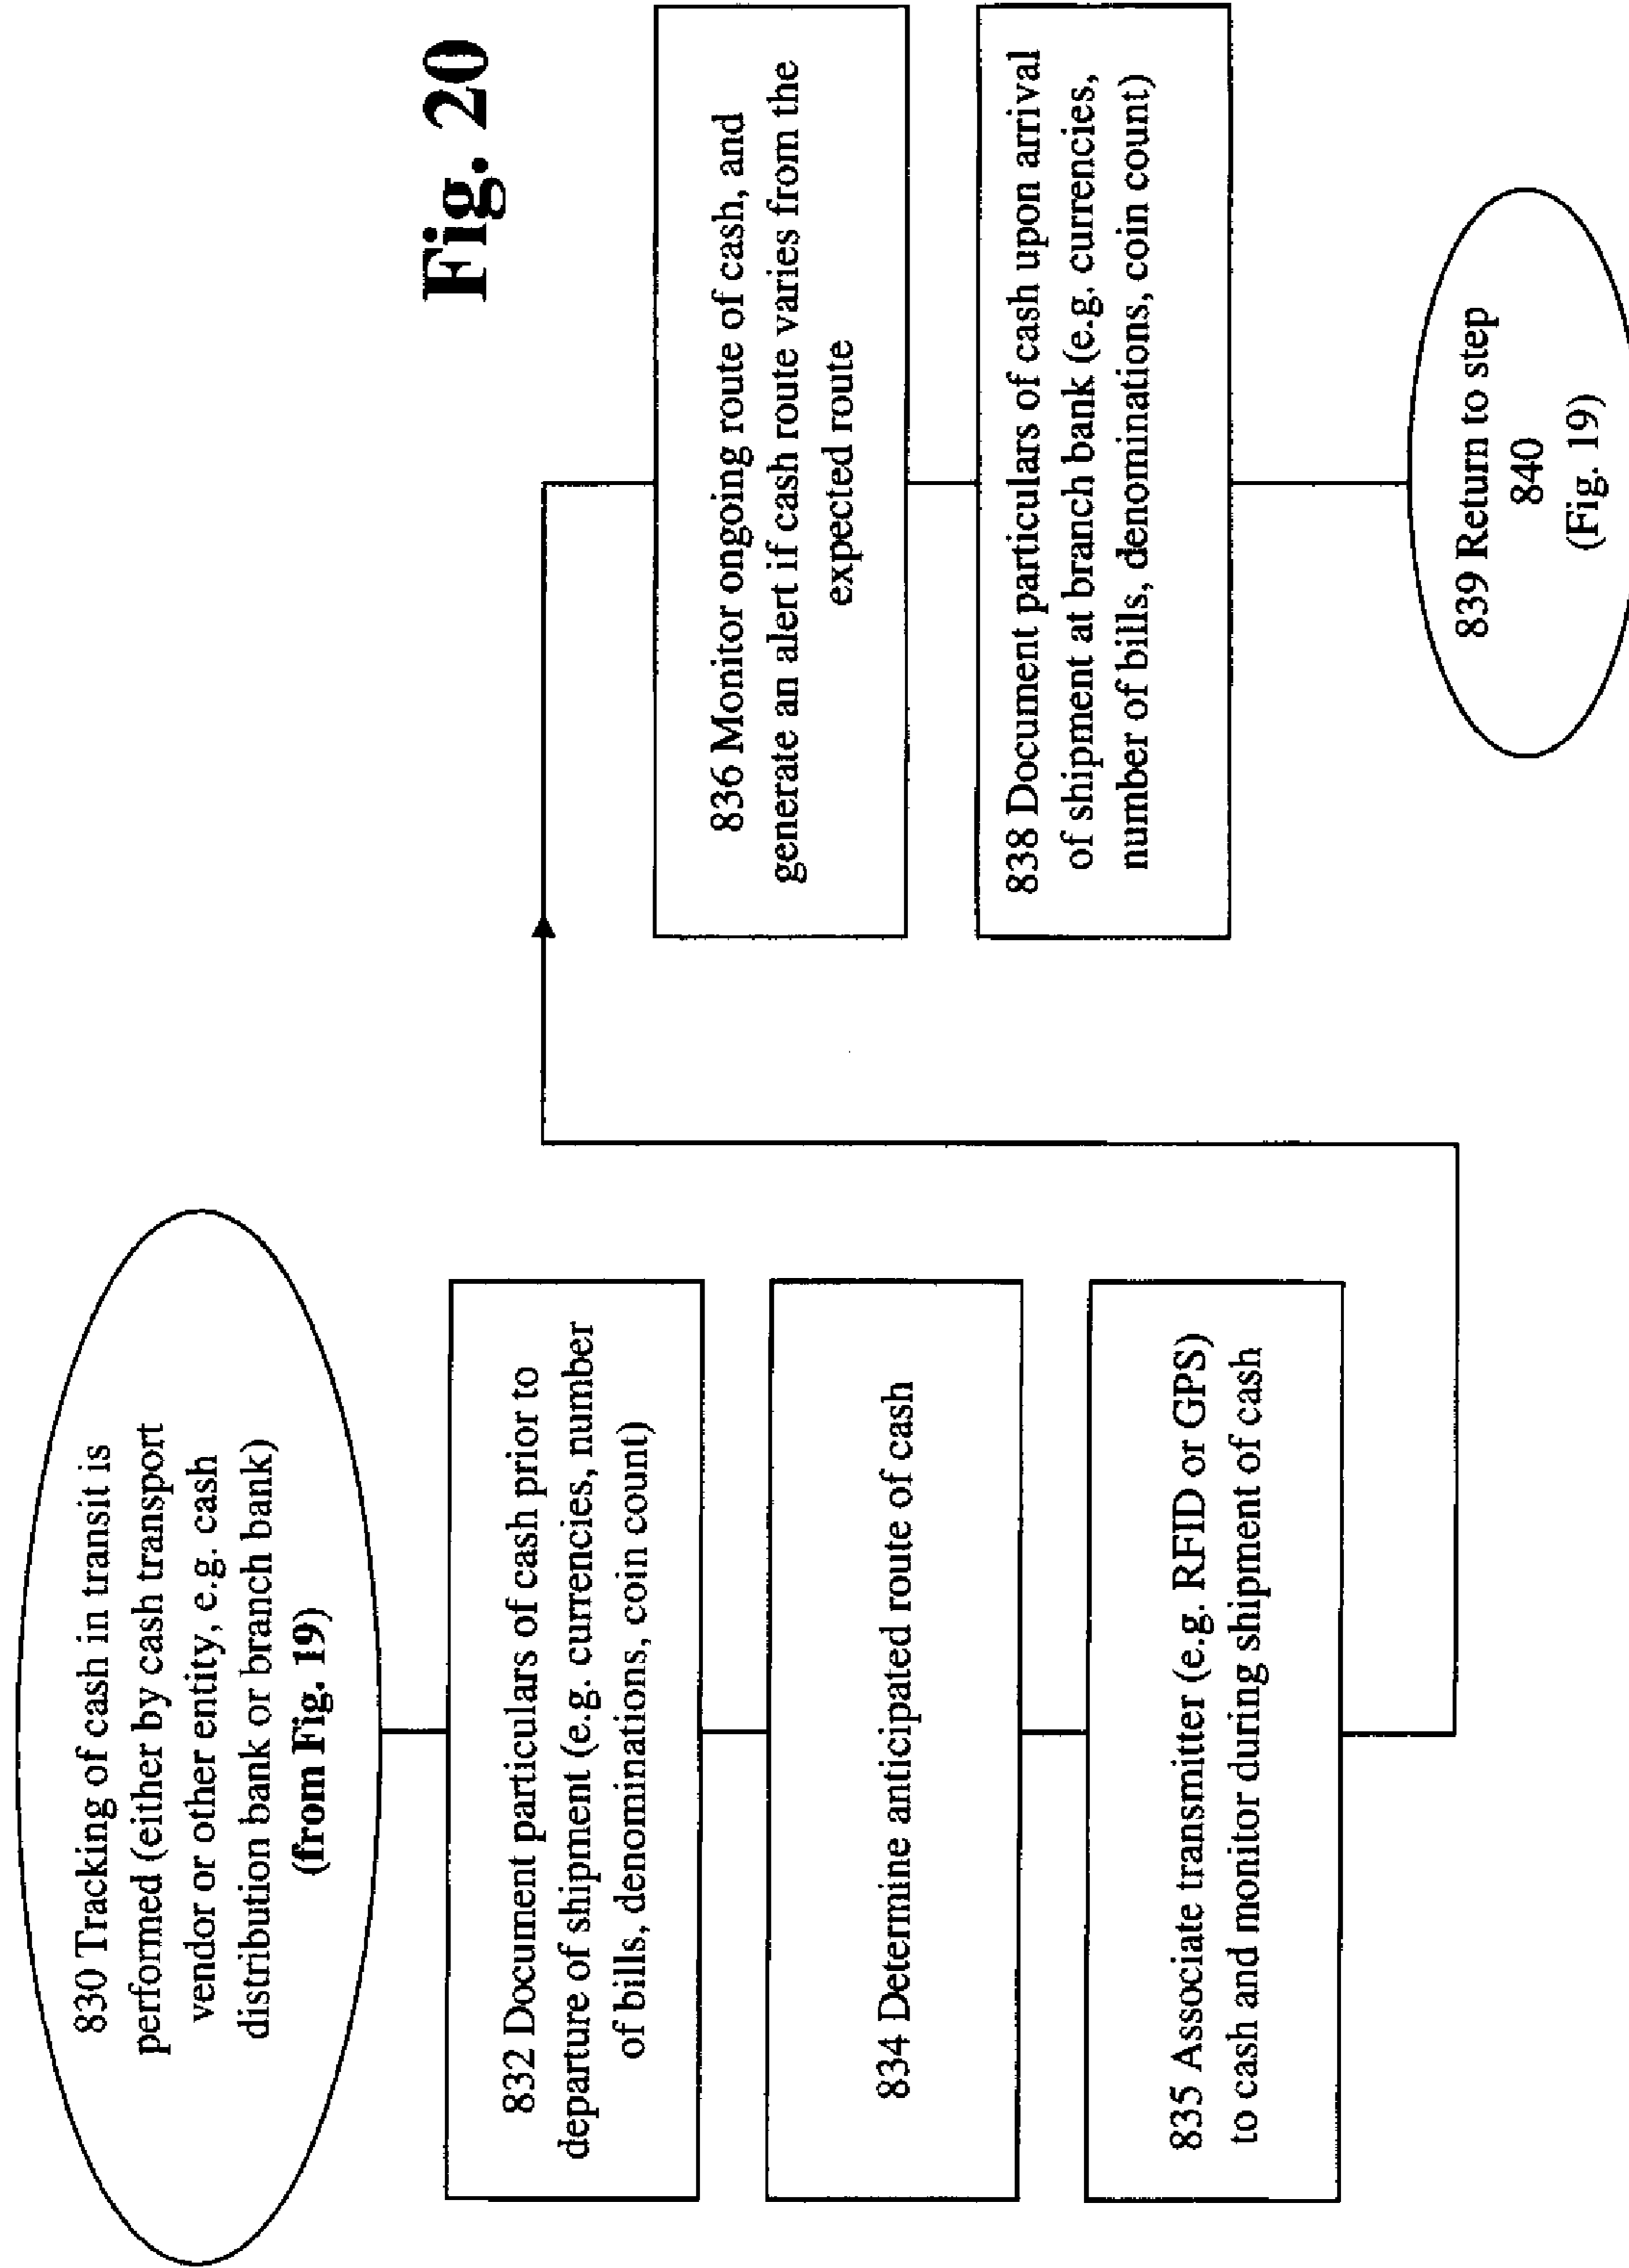 Fig. 20
830 Tracking of cash in transit is
performed (either by cash transport
vendor or other entity, e.g. cash
distribution bank or branch bank)
(from Fig. 19)
832 Document particulars of cash prior to
departure of shipment (e.g. currencies, number
of bills, denominations, coin count)
834 Determine anticipated route of cash
835 Associate transmitter (e.g. RFID or GPS)
to cash and monitor during shipment of cash
836 Monitor ongoing route of cash, and
generate an alert if cash route varies from the
expected route
838 Document particulars of cash upon arrival
of shipment at branch bank (e.g. currencies,
number of bills, denominations, coin count)
839 Return to step
840
(Fig. 19)